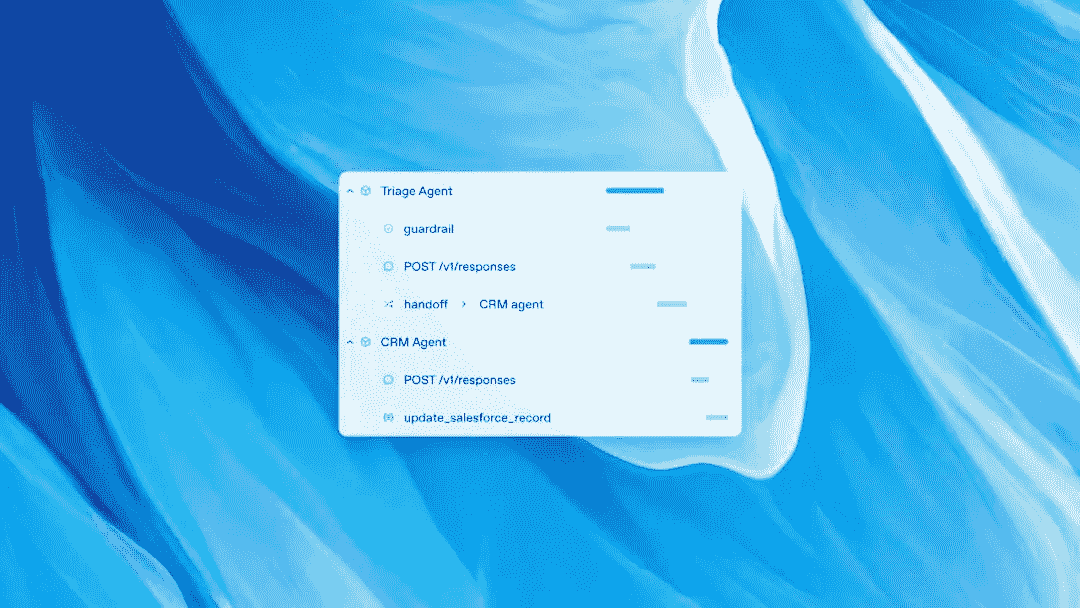 Triage Agent
guardrail
POST /v1/responses
handoff > CRM agent
CRM Agent
POST /v1/responses
update_salesforce_record